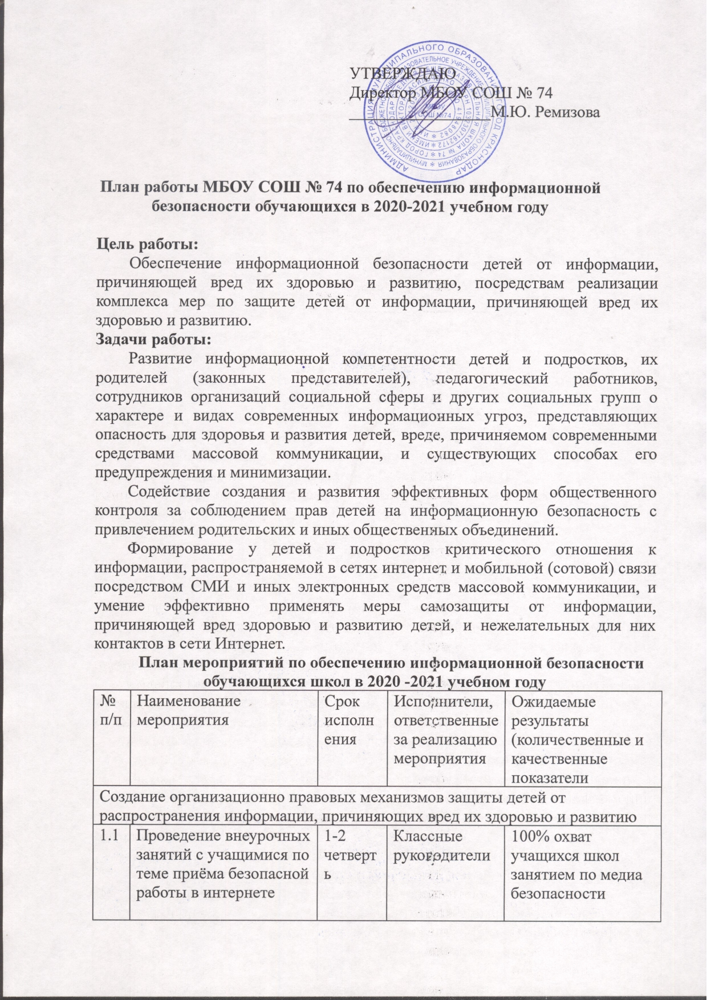 УТВЕРЖДАЮ
Директор МБОУ СОШ № 74
М.Ю. Ремизова
АДМИНИСТРАЦИЯ МУНИЦИПАЛЬНОГО ОБРАЗОВАНИЯ ГОРОД КРАСНОДАР
МБОУ
СОШ №74
План работы МБОУ СОШ № 74 по обеспечению информационной
безопасности обучающихся в 2020-2021 учебном году
Цель работы:
Обеспечение информационной безопасности детей от информации,
причиняющей вред их здоровью и развитию, посредствам реализации
комплекса мер по защите детей от информации, причиняющей вред их
здоровью и развитию.
Задачи работы:
Развитие информационной компетентности детей и подростков, их
родителей (законных представителей), педагогический работников,
сотрудников организаций социальной сферы и других социальных групп о
характере и видах современных информационных угроз, представляющих
опасность для здоровья и развития детей, вреде, причиняемом современными
средствами массовой коммуникации, и существующих способах его
предупреждения и минимизации.
Содействие создания и развития эффективных форм общественного
контроля за соблюдением прав детей на информационную безопасность с
привлечением родительских и иных общественных объединений.
Формирование у детей и подростков критического отношения к
информации, распространяемой в сетях интернет и мобильной (сотовой) связи
посредством СМИ и иных электронных средств массовой коммуникации, и
умение эффективно применять меры самозащиты от информации,
причиняющей вред здоровью и развитию детей, и нежелательных для них
контактов в сети Интернет.
План мероприятий по обеспечению информационной безопасности
обучающихся школ в 2020 -2021 учебном году
№
п/п
Наименование
мероприятия
Срок
исполн
ения
Исполнители,
ответственные
за реализацию
мероприятия
Ожидаемые
результаты
(количественные и
качественные
показатели
Создание организационно правовых механизмов защиты детей от
распространения информации, причиняющих вред их здоровью и развитию
1.1
Проведение внеурочных
занятий с учащимися по
теме приёма безопасной
работы в интернете
1-2
четверт
ь
Классные
руководители
100% охват
учащихся школ
занятием по медиа
безопасности